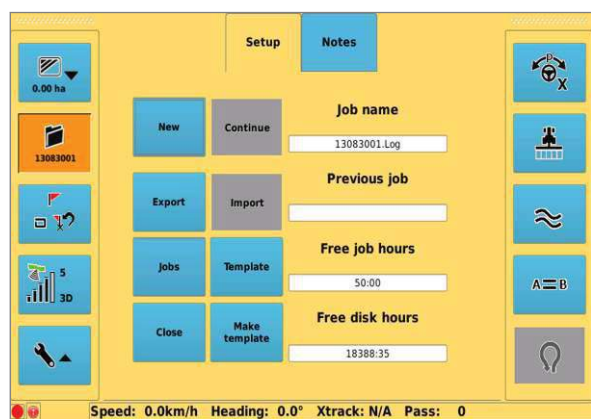 Setup
Notes
0.00 ha
13083001
5
3D
New
Continue
Export
Import
Jobs
Template
Close
Make
template
Job name
13083001.Log
Previous job
Free job hours
50:00
Free disk hours
18388:35
P
X
A=B
Speed: 0.0km/h Heading: 0.0° Xtrack: N/A Pass: 0